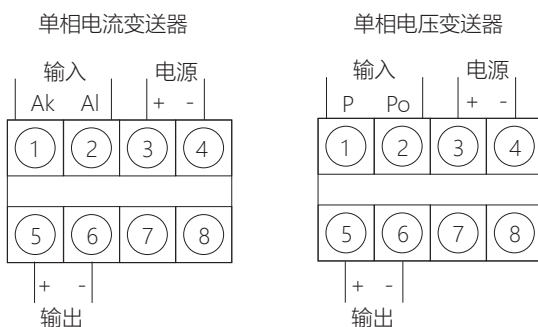 单相电流变送器
输入 电源
Ak Al + -
1 2 3 4
5 6 7 8
+ -
输出
单相电压变送器
输入 电源
P Po + -
1 2 3 4
5 6 7 8
+ -
输出